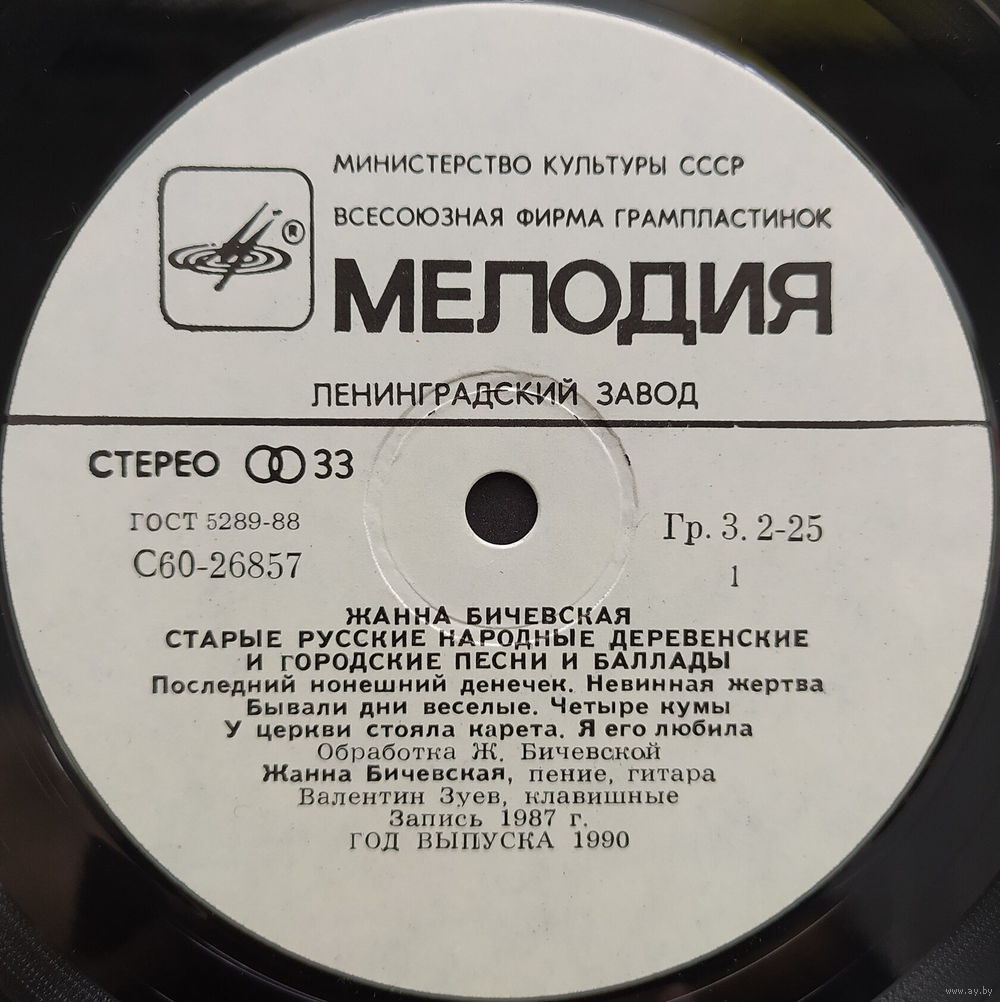 МИНИСТЕРСТВО КУЛЬТУРЫ СССР
ВСЕСОЮЗНАЯ ФИРМА ГРАМПЛАСТИНОК
®
МЕЛОДИЯ
ЛЕНИНГРАДСКИЙ ЗАВОД
СТЕРЕО 33
ГОСТ 5289-88
С60-26857
Гр. 3. 2-25
1
ЖАННА БИЧЕВСКАЯ
СТАРЫЕ РУССКИЕ НАРОДНЫЕ ДЕРЕВЕНСКИЕ
И ГОРОДСКИЕ ПЕСНИ И БАЛЛАДЫ
Последний нонешний денечек. Невинная жертва
Бывали дни веселые. Четыре кумы
У церкви стояла карета. Я его любила
Обработка Ж. Бичевской
Жанна Бичевская, пение, гитара
Валентин Зуев, клавишные
Запись 1987 г.
ГОД ВЫПУСКА 1990
www.ay.by